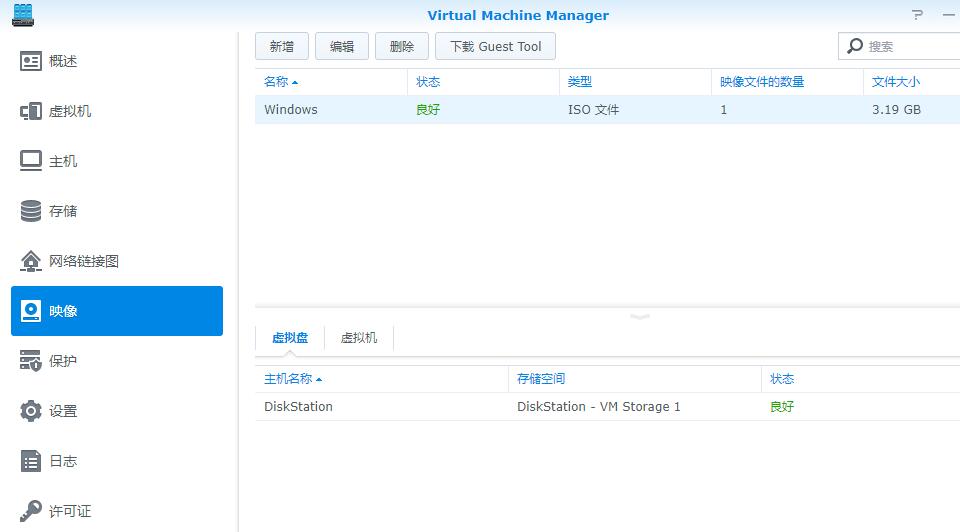 Virtual Machine Manager
概述
虚拟机
主机
存储
网络链接图
映像
保护
设置
日志
许可证
新增 编辑 删除 下载 Guest Tool 搜索
名称 状态 类型 映像文件的数量 文件大小
Windows 良好 ISO 文件 1 3.19 GB
虚拟盘 虚拟机
主机名称 存储空间 状态
DiskStation DiskStation - VM Storage 1 良好